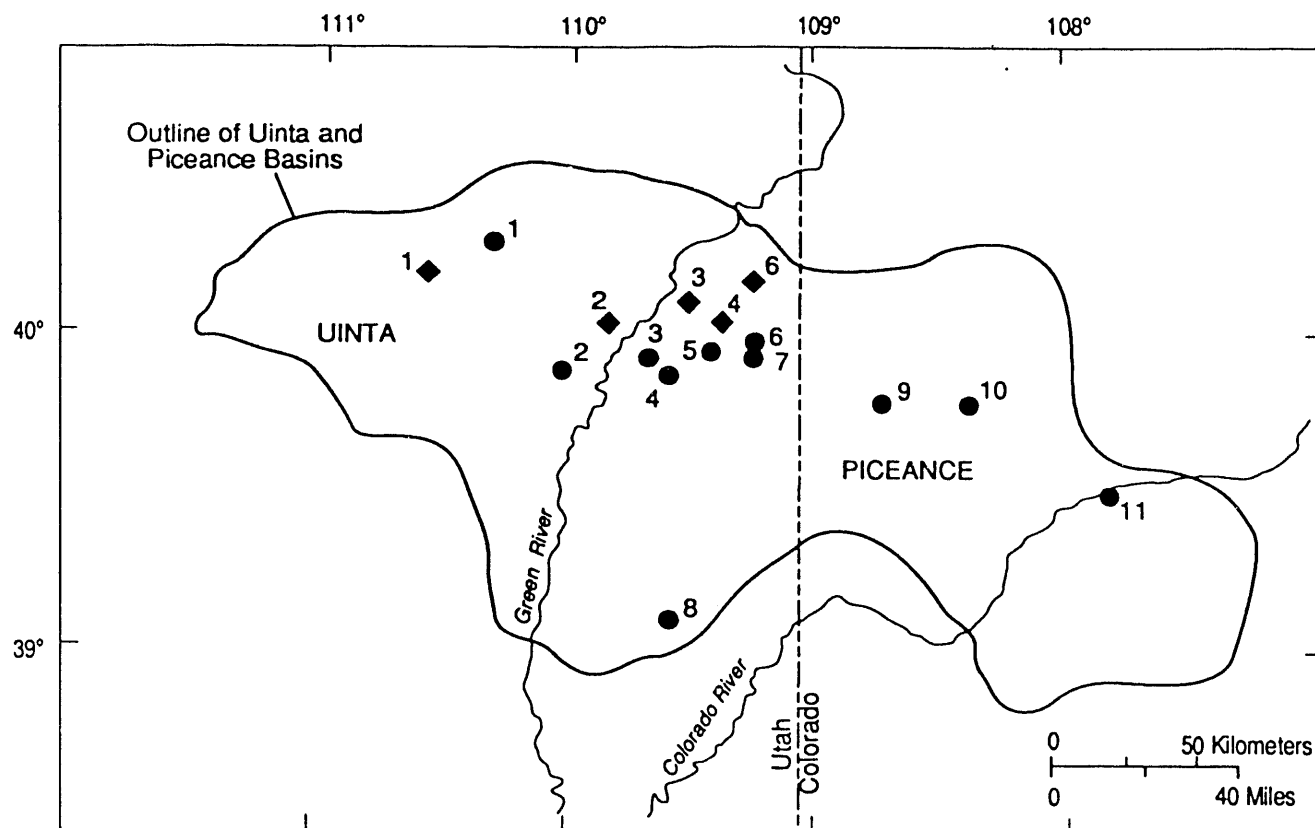 111° 110° 109° 108°
Outline of Uinta and
Piceance Basins
1
1
6
3
2
4
40°
UINTA
3
6
5
2
7
4
9
10
PICEANCE
11
Green River
8
39°
Colorado River
Utah
Colorado
0 50 Kilometers
0 40 Miles